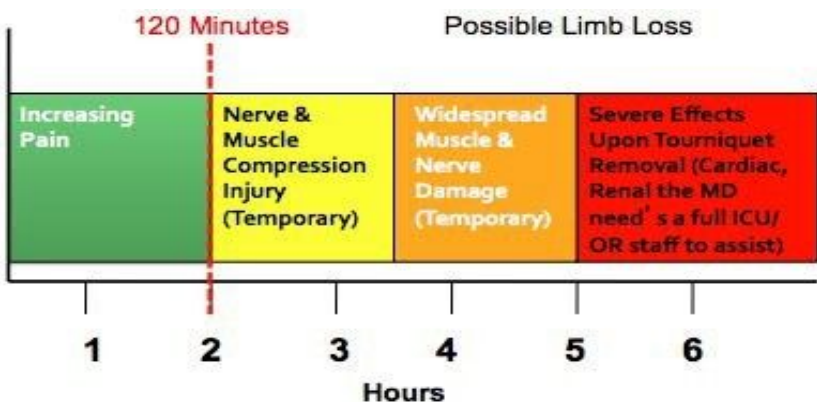 120 Minutes
Possible Limb Loss
Increasing
Pain
Nerve &
Muscle
Compression
Injury
(Temporary)
Widespread
Muscle &
Nerve
Damage
(Temporary)
Severe Effects
Upon Tourniquet
Removal (Cardiac,
Renal the MD
need's a full ICU/
OR staff to assist)
1 2 3 4 5 6
Hours